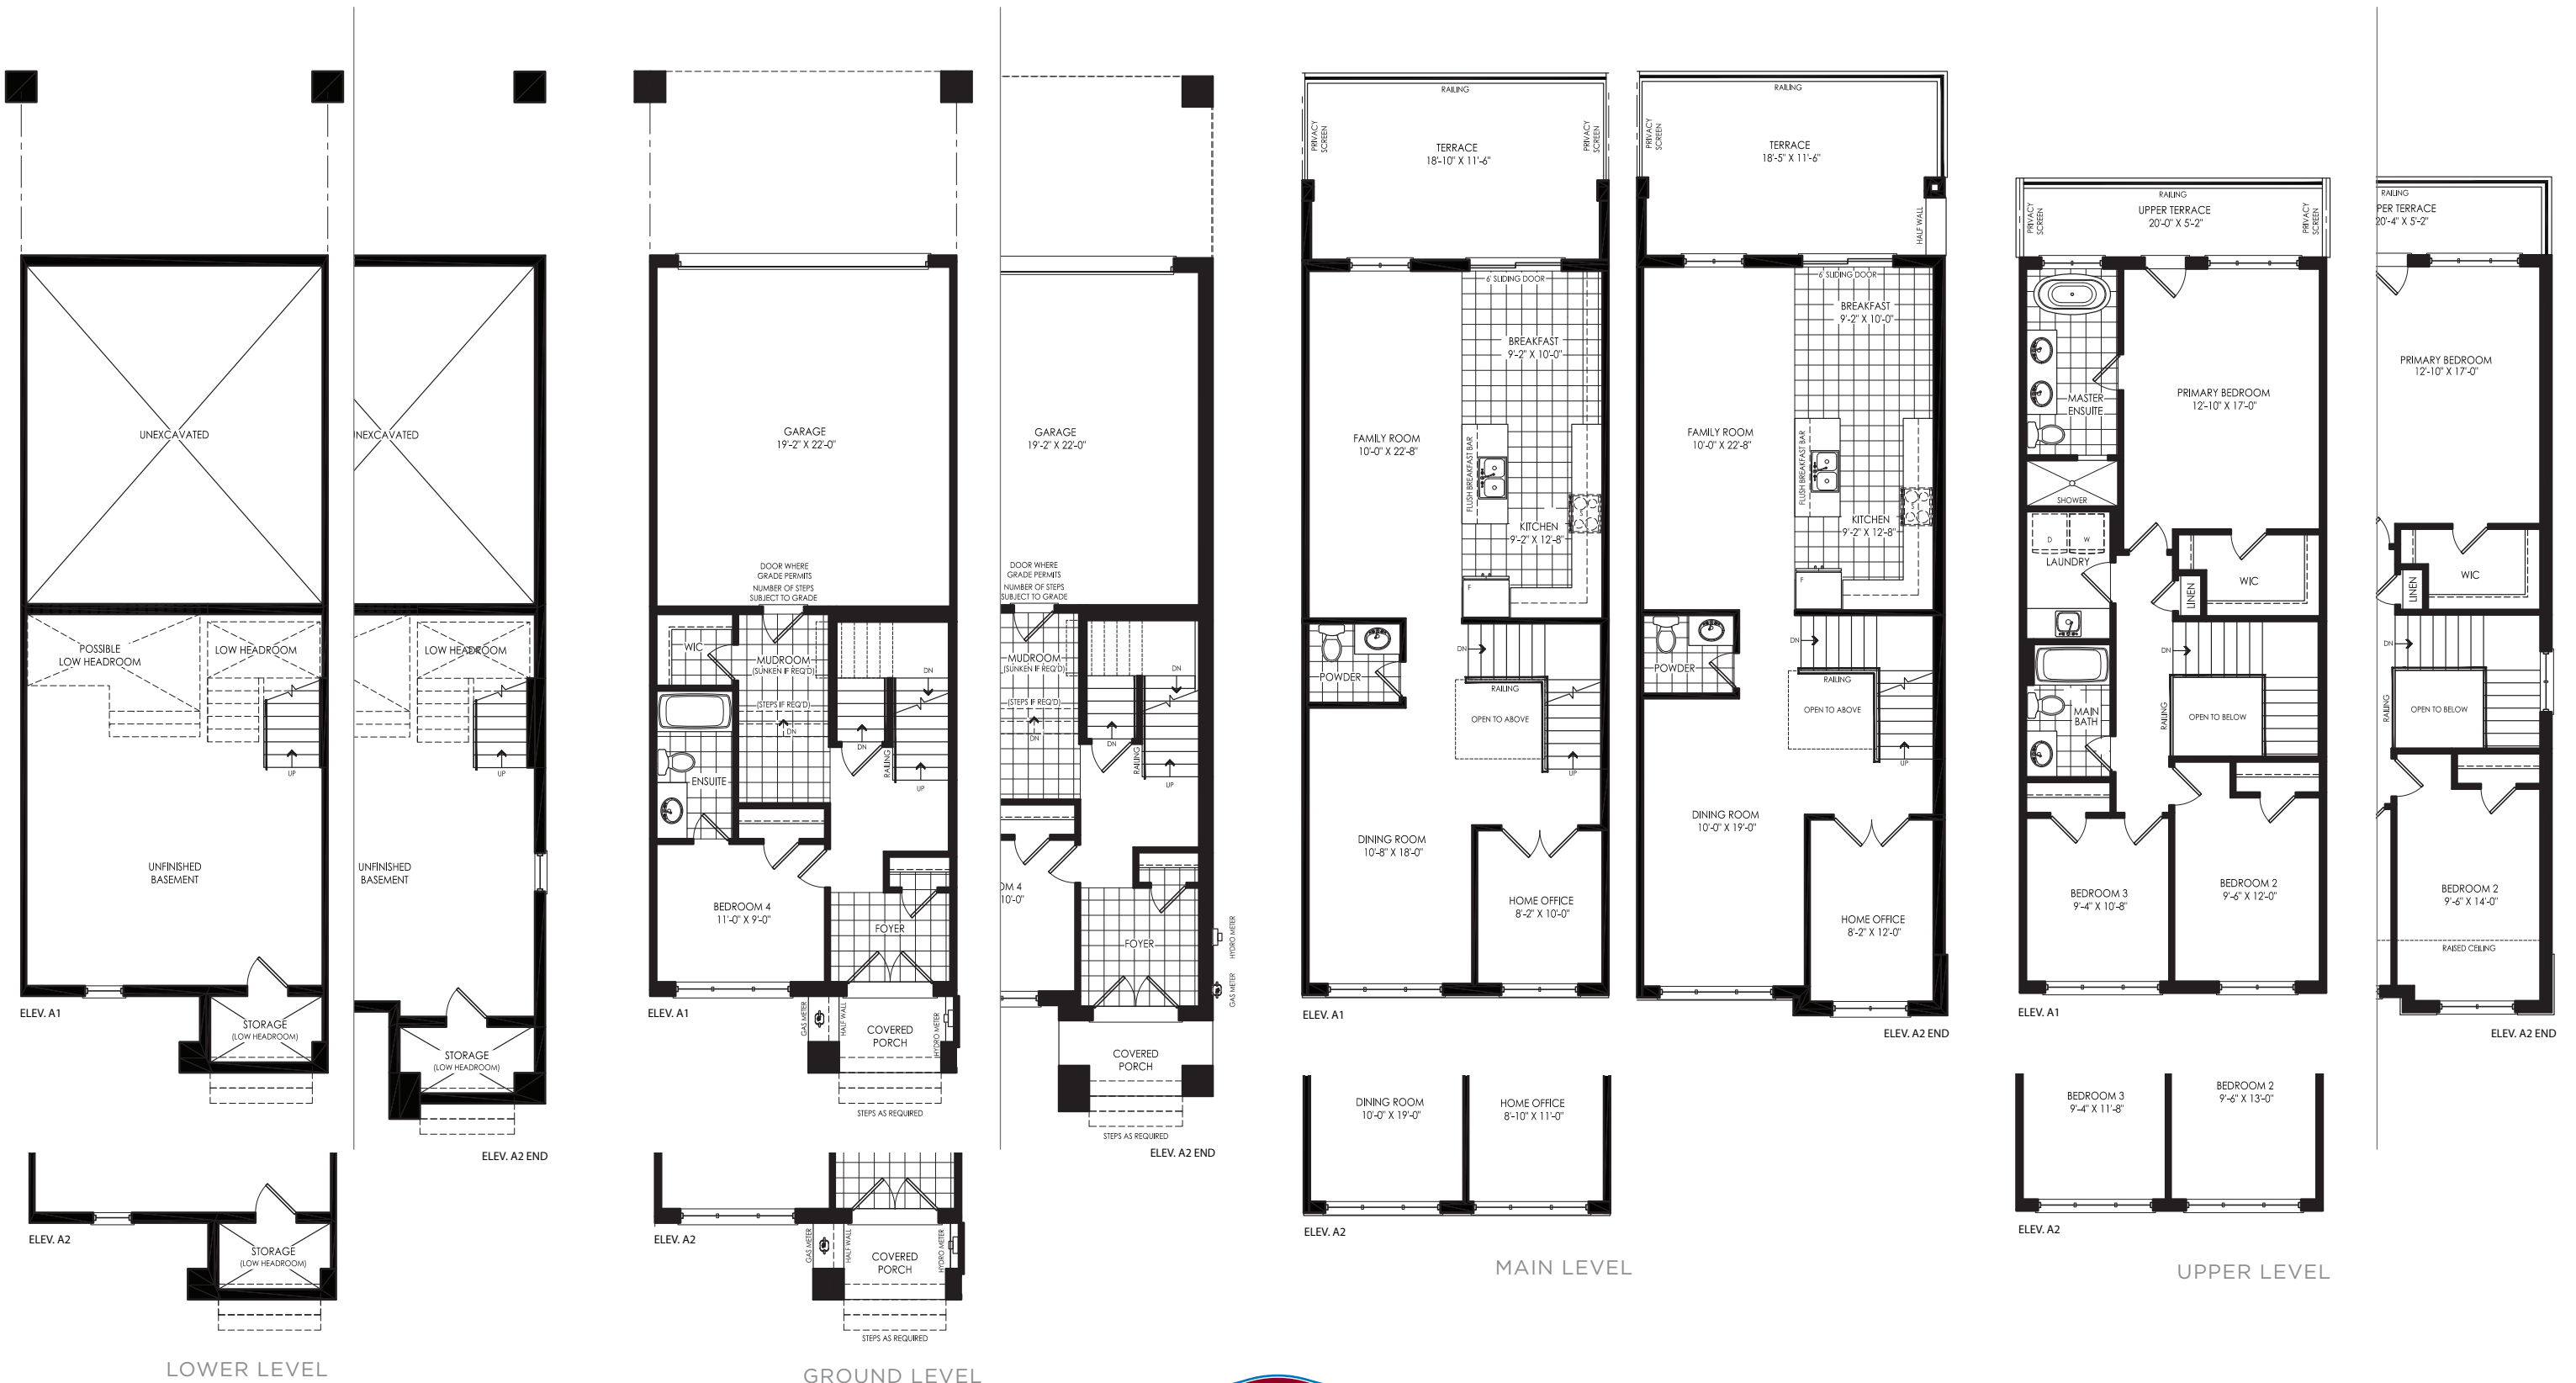 UNEXCAVATED
POSSIBLE
LOW HEADROOM
LOW HEADROOM
UP
UNFINISHED
BASEMENT
STORAGE
(LOW HEADROOM)
ELEV. A1
NEXCAVATED
LOW HEADROOM
UP
UNFINISHED
BASEMENT
STORAGE
(LOW HEADROOM)
ELEV. A2 END
STORAGE
(LOW HEADROOM)
ELEV. A2
LOWER LEVEL
GARAGE
19'-2" X 22'-0"
DOOR WHERE
GRADE PERMITS
NUMBER OF STEPS
SUBJECT TO GRADE
WIC
MUDROOM
(SUNKEN IF REQ'D)
(STEPS IF REQ'D)
DN
DN
DN
RAILING
UP
ENSUITE
BEDROOM 4
11'-0" X 9'-0"
FOYER
ELEV. A1
GAS METER
HALF WALL
COVERED
PORCH
HYDRO METER
STEPS AS REQUIRED
GARAGE
19'-2" X 22'-0"
DOOR WHERE
GRADE PERMITS
NUMBER OF STEPS
SUBJECT TO GRADE
MUDROOM
(SUNKEN IF REQ'D)
(STEPS IF REQ'D)
DN
DN
DN
RAILING
UP
OM 4
10'-0"
FOYER
HYDRO METER
GAS METER
COVERED
PORCH
STEPS AS REQUIRED
ELEV. A2 END
ELEV. A2
GAS METER
HALF WALL
COVERED
PORCH
HYDRO METER
STEPS AS REQUIRED
GROUND LEVEL
RAILING
PRIVACY
SCREEN
TERRACE
18'-10" X 11'-6"
PRIVACY
SCREEN
6' SLIDING DOOR
BREAKFAST
9'-2" X 10'-0"
FAMILY ROOM
10'-0" X 22'-8"
FLUSH BREAKFAST BAR
S
KITCHEN
9'-2" X 12'-8"
F
POWDER
DN
RAILING
OPEN TO ABOVE
UP
DINING ROOM
10'-8" X 18'-0"
HOME OFFICE
8'-2" X 10'-0"
ELEV. A1
RAILING
PRIVACY
SCREEN
TERRACE
18'-5" X 11'-6"
HALF WALL
6' SLIDING DOOR
BREAKFAST
9'-2" X 10'-0"
FAMILY ROOM
10'-0" X 22'-8"
FLUSH BREAKFAST BAR
S
KITCHEN
9'-2" X 12'-8"
F
POWDER
DN
RAILING
OPEN TO ABOVE
UP
DINING ROOM
10'-0" X 19'-0"
HOME OFFICE
8'-2" X 12'-0"
ELEV. A2 END
DINING ROOM
10'-0" X 19'-0"
HOME OFFICE
8'-10" X 11'-0"
ELEV. A2
MAIN LEVEL
RAILING
PRIVACY
SCREEN
UPPER TERRACE
20'-0" X 5'-2"
PRIVACY
SCREEN
PRIMARY BEDROOM
12'-10" X 17'-0"
MASTER
ENSUITE
SHOWER
D
W
LAUNDRY
LINEN
WIC
DN
RAILING
OPEN TO BELOW
MAIN
BATH
BEDROOM 3
9'-4" X 10'-8"
BEDROOM 2
9'-6" X 12'-0"
ELEV. A1
RAILING
PER TERRACE
20'-4" X 5'-2"
PRIMARY BEDROOM
12'-10" X 17'-0"
LINEN
WIC
DN
RAILING
OPEN TO BELOW
BEDROOM 2
9'-6" X 14'-0"
RAISED CEILING
ELEV. A2 END
BEDROOM 3
9'-4" X 11'-8"
BEDROOM 2
9'-6" X 13'-0"
ELEV. A2
UPPER LEVEL